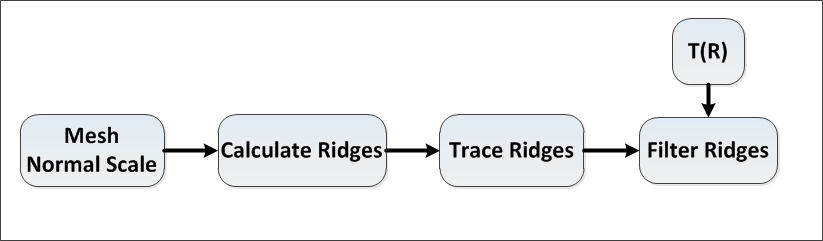 T(R)
Mesh
Normal Scale
Calculate Ridges
Trace Ridges
Filter Ridges